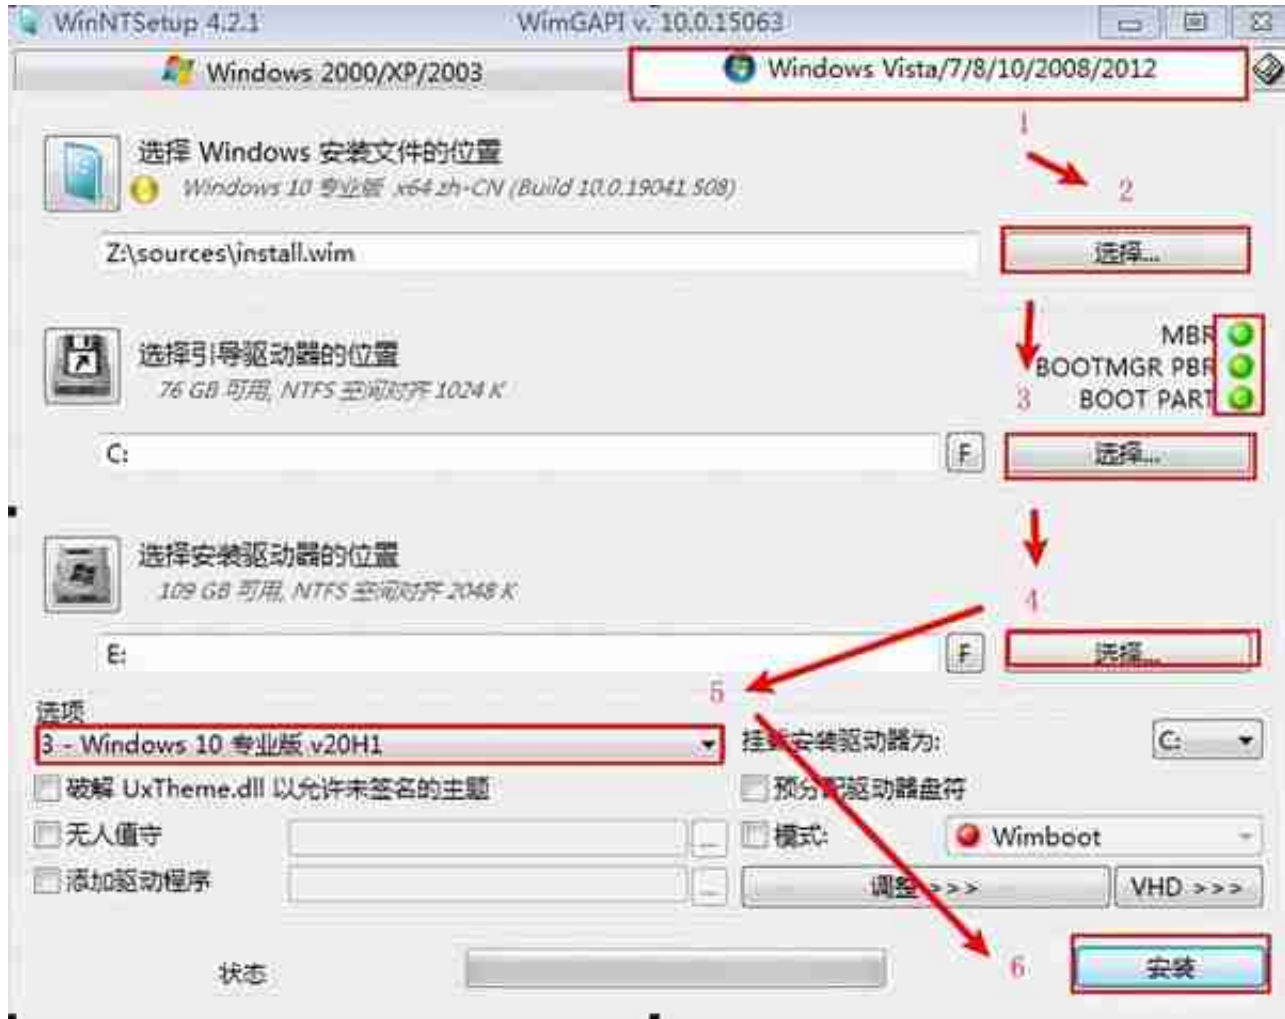 WinNTSetup 4.2.1 WimGAPI v. 10.0.15063
Windows 2000/XP/2003 Windows Vista/7/8/10/2008/2012
1
选择 Windows 安装文件的位置
Windows 10 专业版 .x64 zh-CN (Build 10.0.19041.508)
2
Z:\sources\install.wim 选择...
MBR
选择引导驱动器的位置
BOOTMGR PBR
76 GB 可用, NTFS 空间对齐 1024 K
3 BOOT PART
C: F 选择...
选择安装驱动器的位置
109 GB 可用, NTFS 空间对齐 2048 K
4
E: F 选择...
5
选项
3 - Windows 10 专业版 v20H1 挂载安装驱动器为: C:
破解 UxTheme.dll 以允许未签名的主题 预分配驱动器盘符
无人值守 ... 模式: Wimboot
添加驱动程序 ... 调整 >>> VHD >>>
状态 6 安装